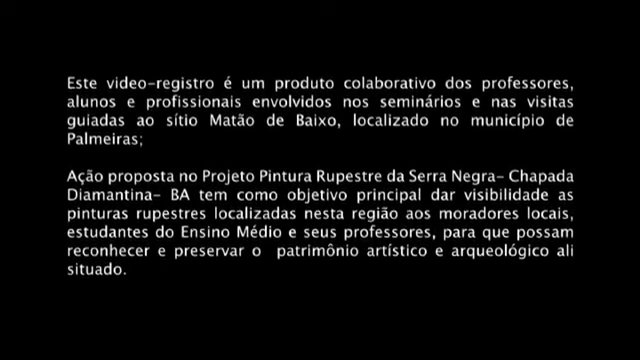 Este video-registro é um produto colaborativo dos professores,
alunos e profissionais envolvidos nos seminários e nas visitas
guiadas ao sítio Matão de Baixo, localizado no município de
Palmeiras;
Ação proposta no Projeto Pintura Rupestre da Serra Negra- Chapada
Diamantina- BA tem como objetivo principal dar visibilidade as
pinturas rupestres localizadas nesta região aos moradores locais,
estudantes do Ensino Médio e seus professores, para que possam
reconhecer e preservar o  patrimônio artístico e arqueológico ali
situado.